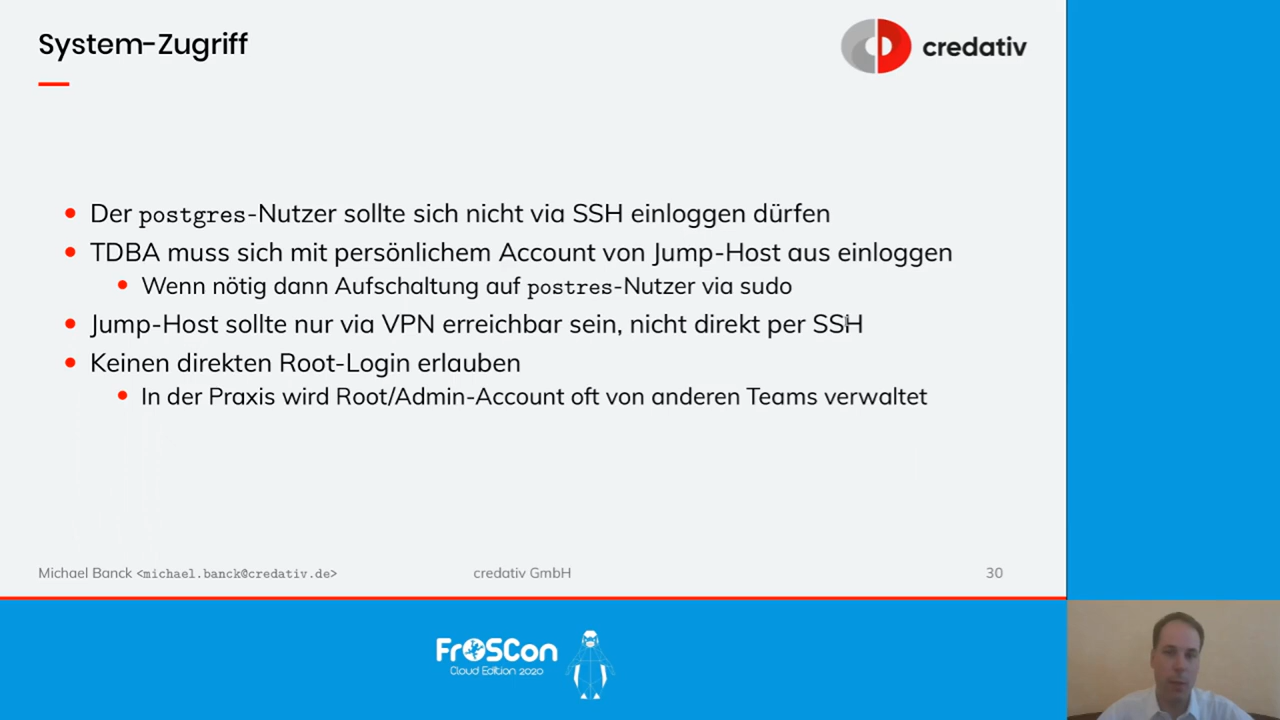 System-Zugriff
credativ
Der postgres-Nutzer sollte sich nicht via SSH einloggen dürfen
TDBA muss sich mit persönlichem Account von Jump-Host aus einloggen
Wenn nötig dann Aufschaltung auf postres-Nutzer via sudo
Jump-Host sollte nur via VPN erreichbar sein, nicht direkt per SSH
Keinen direkten Root-Login erlauben
In der Praxis wird Root/Admin-Account oft von anderen Teams verwaltet
Michael Banck <michael.banck@credativ.de>
credativ GmbH
30
FrOSCon
Cloud Edition 2020